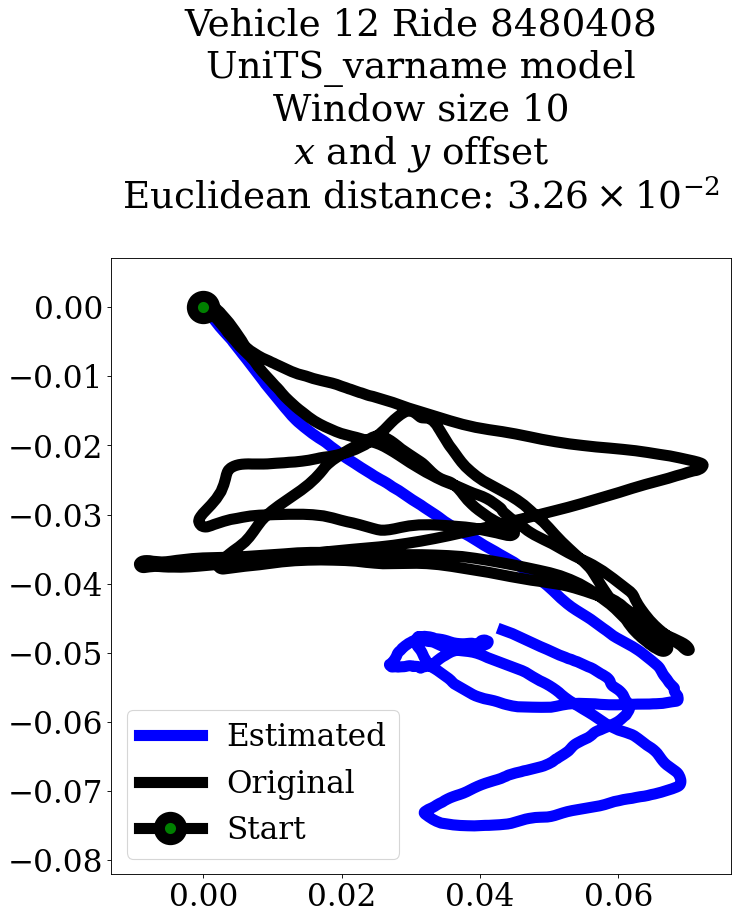 Vehicle 12 Ride 8480408
UniTS_varname model
Window size 10
x and y offset
Euclidean distance: 3.26 × 10⁻²
0.00
−0.01
−0.02
−0.03
−0.04
−0.05
−0.06
−0.07
−0.08
Estimated
Original
Start
0.00 0.02 0.04 0.06